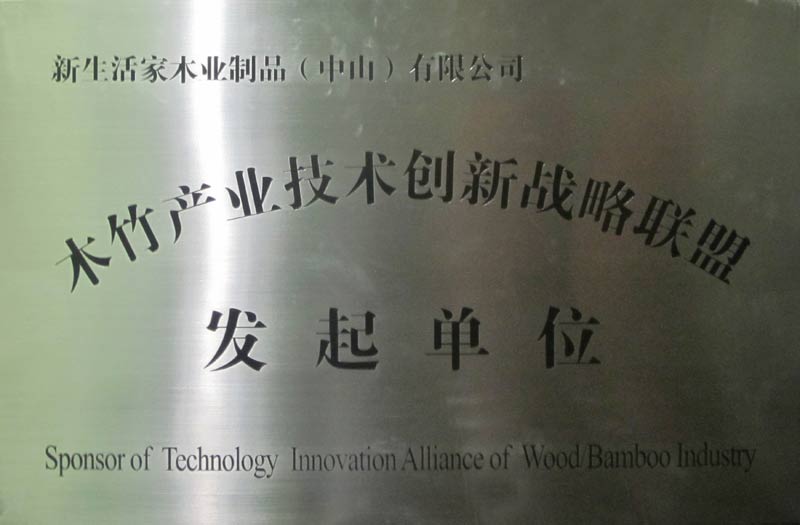 新生活家木业制品（中山）有限公司
木竹产业技术创新战略联盟
发起单位
Sponsor of Technology Innovation Alliance of Wood/Bamboo Industry